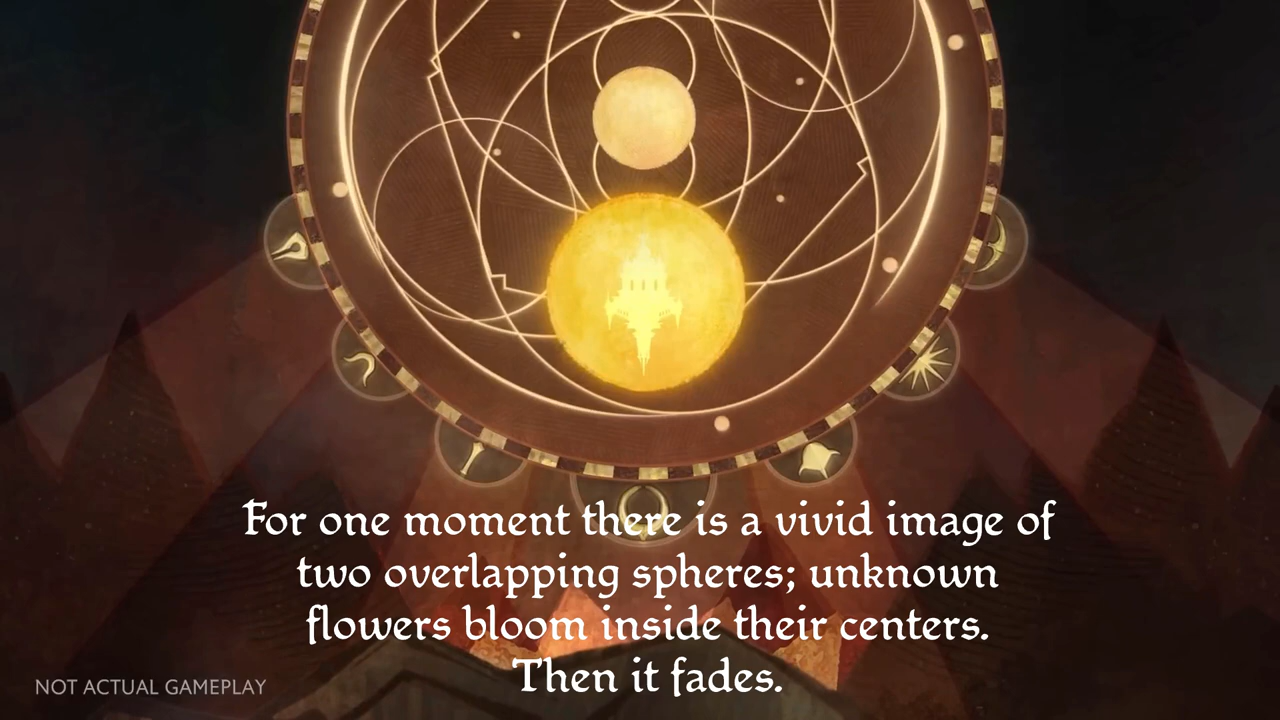 For one moment there is a vivid image of
two overlapping spheres; unknown
flowers bloom inside their centers.
Then it fades.
NOT ACTUAL GAMEPLAY